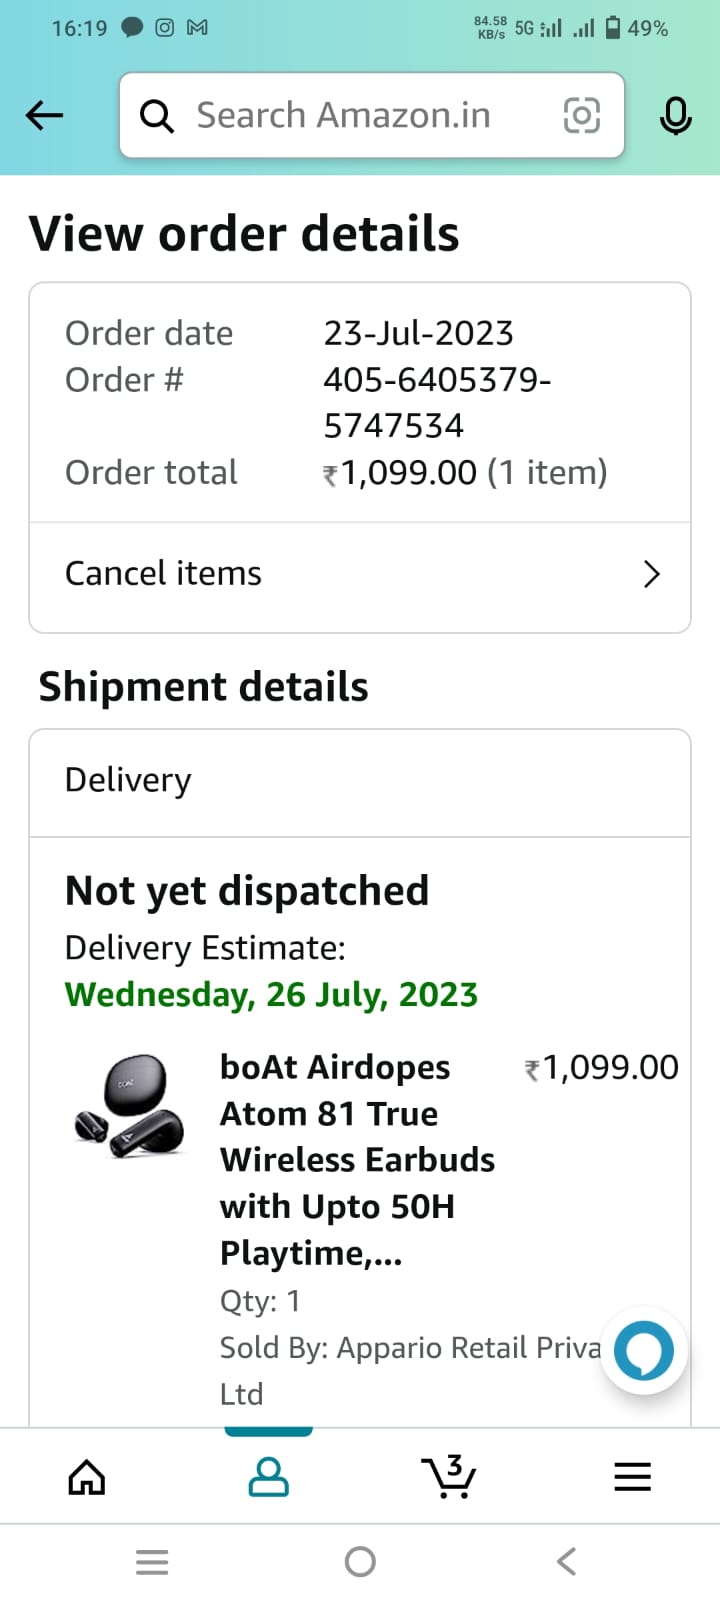 16:19
84.58 KB/s 5G 49%
Search Amazon.in
View order details
Order date 23-Jul-2023
Order # 405-6405379-
5747534
Order total ₹1,099.00 (1 item)
Cancel items
Shipment details
Delivery
Not yet dispatched
Delivery Estimate:
Wednesday, 26 July, 2023
boAt Airdopes ₹1,099.00
Atom 81 True
Wireless Earbuds
with Upto 50H
Playtime,...
Qty: 1
Sold By: Appario Retail Priva
Ltd
3